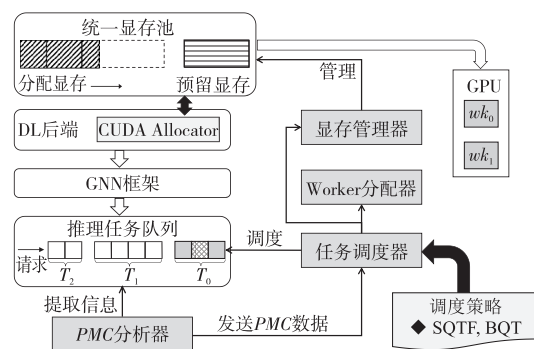 统一显存池
分配显存
预留显存
管理
GPU
wk0
wk1
DL后端
CUDA Allocator
显存管理器
GNN框架
Worker分配器
推理任务队列
请求
T2
T1
T0
调度
任务调度器
提取信息
PMC分析器
发送PMC数据
调度策略
◆ SQTF, BQT